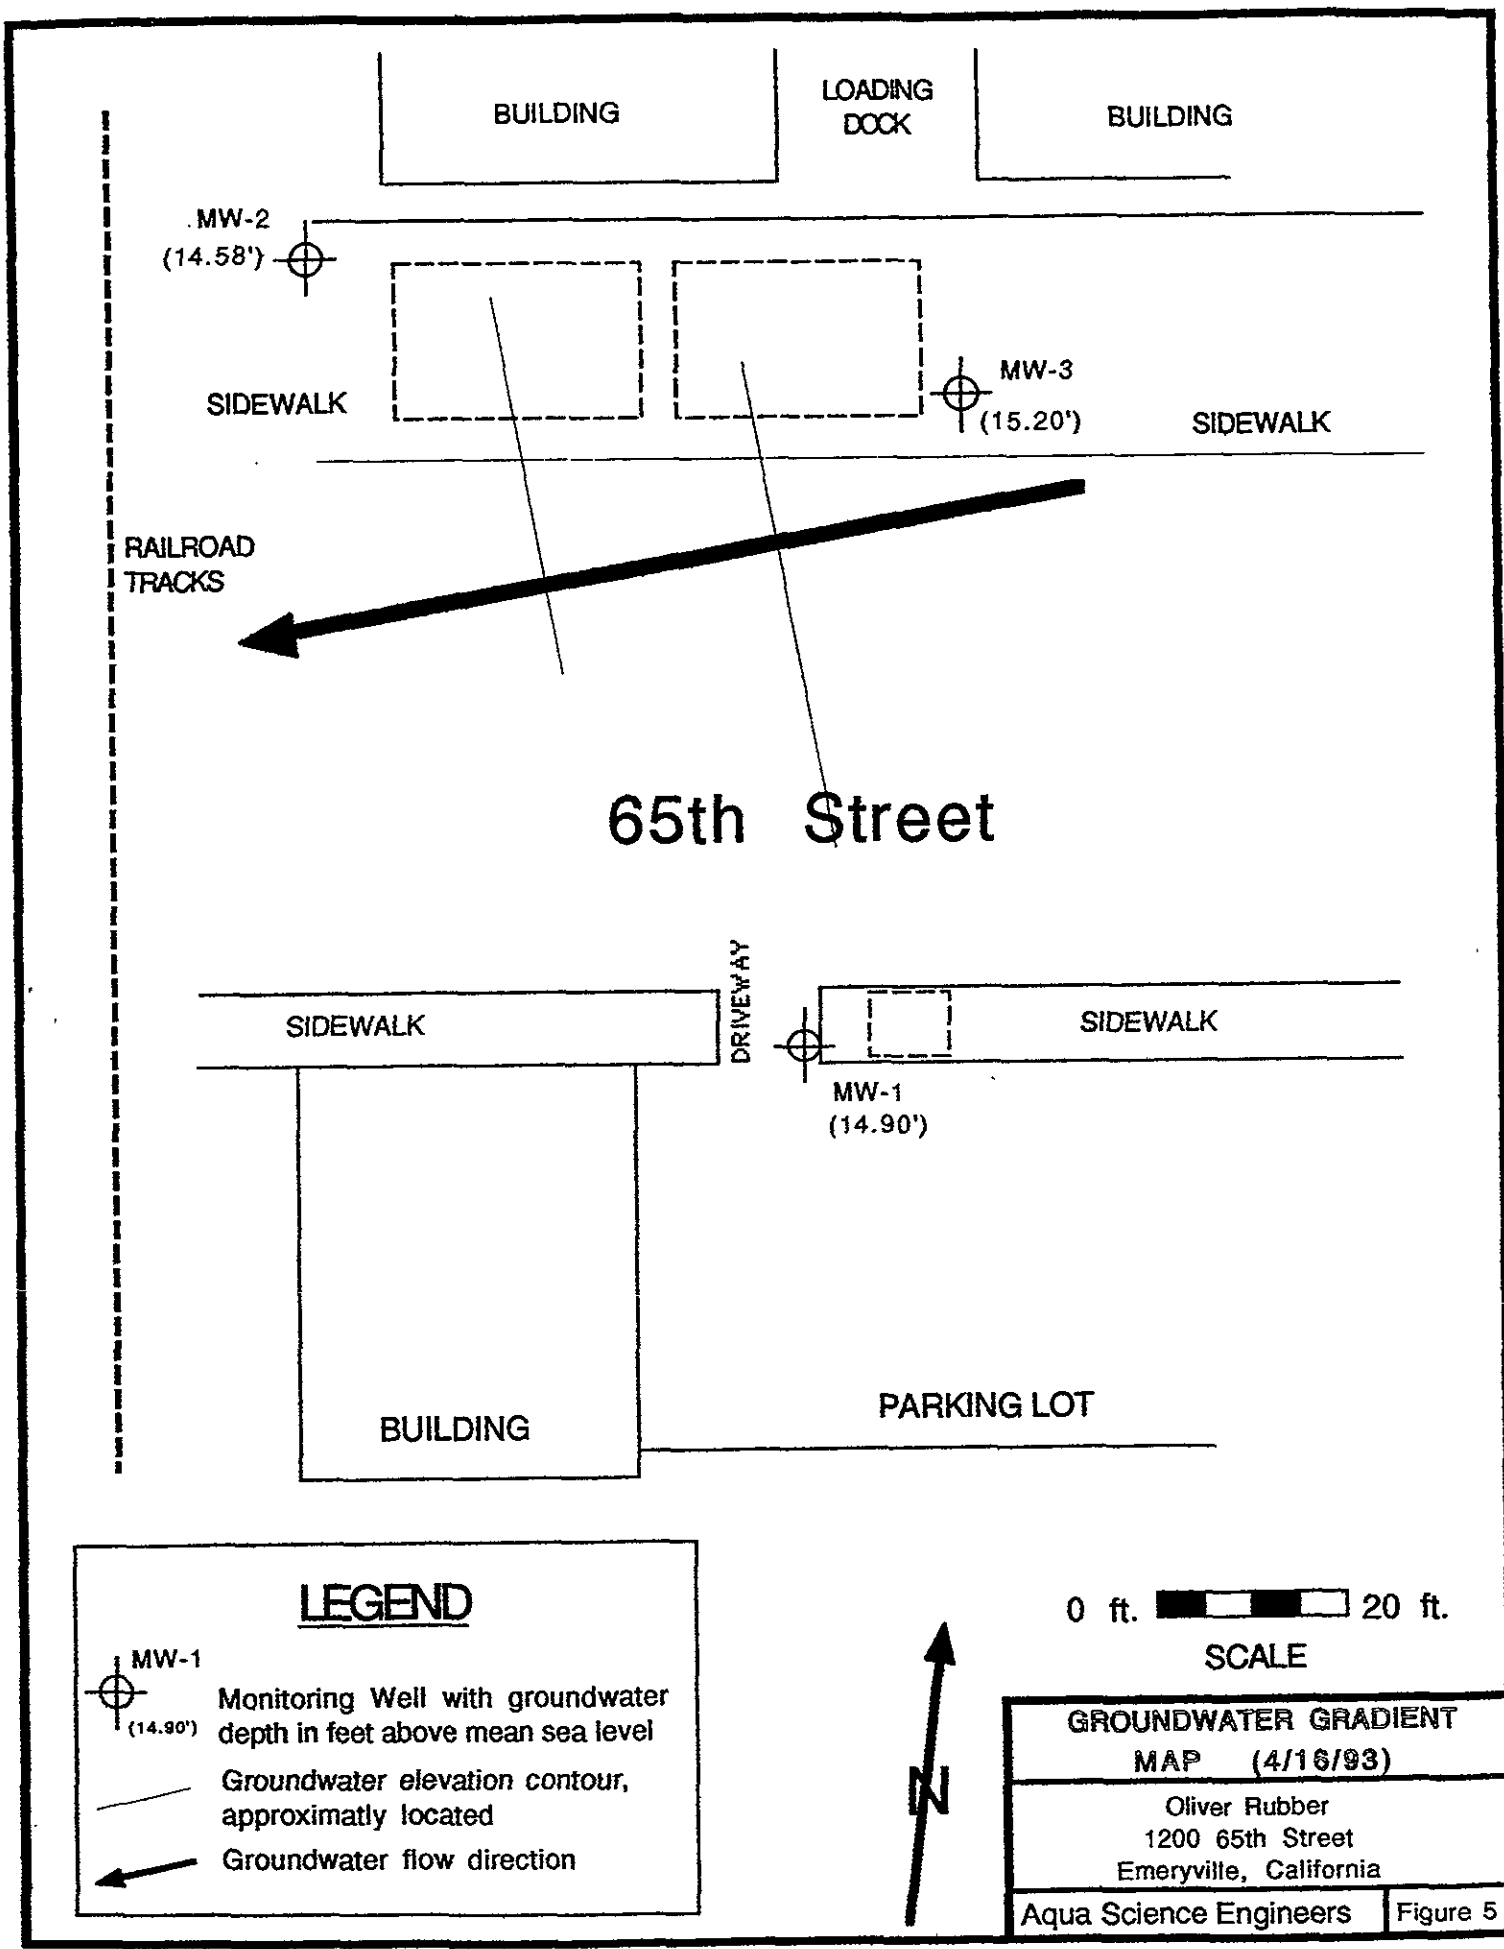 BUILDING
LOADING
DOCK
BUILDING
MW-2
(14.58')
MW-3
(15.20')
SIDEWALK
SIDEWALK
RAILROAD
TRACKS
65th Street
DRIVEWAY
SIDEWALK
SIDEWALK
MW-1
(14.90')
BUILDING
PARKING LOT
LEGEND
MW-1
(14.90')
Monitoring Well with groundwater
depth in feet above mean sea level
Groundwater elevation contour,
approximatly located
Groundwater flow direction
N
0 ft. 20 ft.
SCALE
GROUNDWATER GRADIENT
MAP (4/16/93)
Oliver Rubber
1200 65th Street
Emeryville, California
Aqua Science Engineers
Figure 5